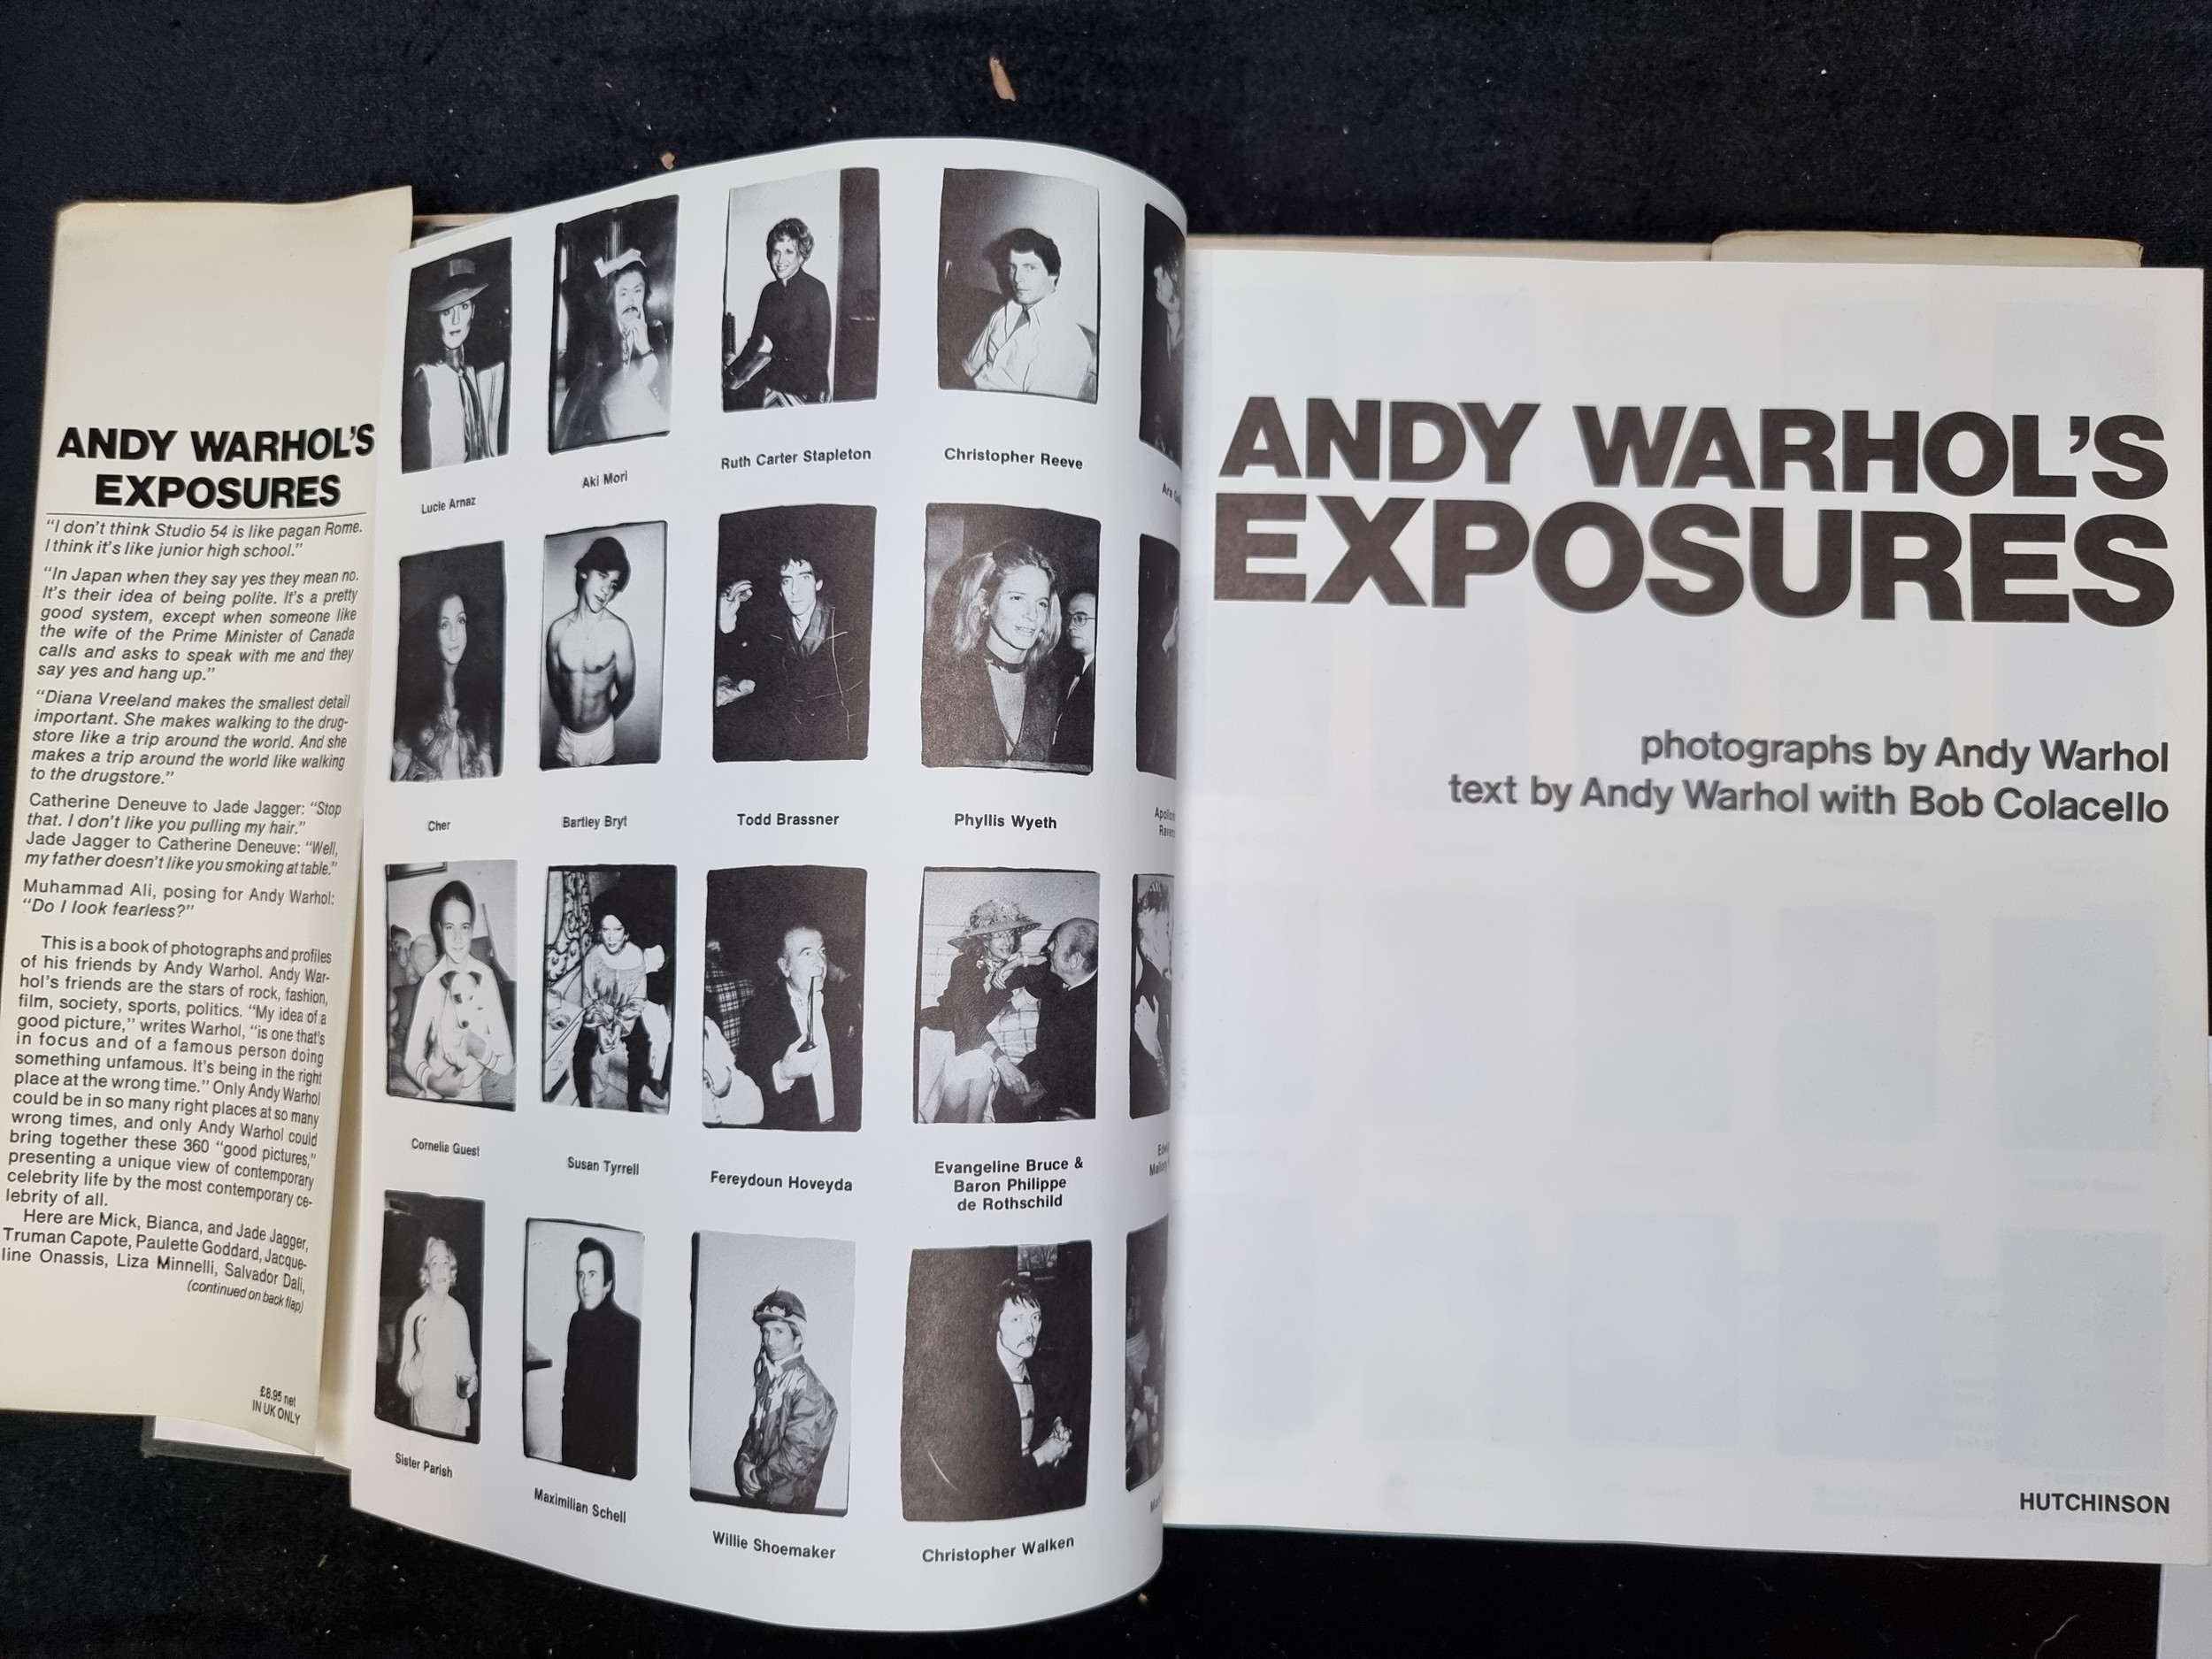 ANDY WARHOL'S
EXPOSURES
“I don’t think Studio 54 is like pagan Rome.
I think it’s like junior high school.”
“In Japan when they say yes they mean no.
It’s their idea of being polite. It’s a pretty
good system, except when someone like
the wife of the Prime Minister of Canada
calls and asks to speak with me and they
say yes and hang up.”
“Diana Vreeland makes the smallest detail
important. She makes walking to the drug-
store like a trip around the world. And she
makes a trip around the world like walking
to the drugstore.”
Catherine Deneuve to Jade Jagger: “Stop
that. I don’t like you pulling my hair.”
Jade Jagger to Catherine Deneuve: “Well,
my father doesn’t like you smoking at table.”
Muhammad Ali, posing for Andy Warhol:
“Do I look fearless?”
This is a book of photographs and profiles
of his friends by Andy Warhol. Andy War-
hol’s friends are the stars of rock, fashion,
film, society, sports, politics. “My idea of a
good picture,” writes Warhol, “is one that’s
in focus and of a famous person doing
something unfamous. It’s being in the right
place at the wrong time.” Only Andy Warhol
could be in so many right places at so many
wrong times, and only Andy Warhol could
bring together these 360 “good pictures,”
presenting a unique view of contemporary
celebrity life by the most contemporary ce-
lebrity of all.
Here are Mick, Bianca, and Jade Jagger,
Truman Capote, Paulette Goddard, Jacque-
line Onassis, Liza Minnelli, Salvador Dali,
(continued on back flap)
£8.95 net
IN UK ONLY
Lucie Arnaz
Aki Mori
Ruth Carter Stapleton
Christopher Reeve
Ara
Cher
Bartley Bryt
Todd Brassner
Phyllis Wyeth
Cornelia Guest
Susan Tyrrell
Fereydoun Hoveyda
Evangeline Bruce &
Baron Philippe
de Rothschild
Sister Parish
Maximilian Schell
Willie Shoemaker
Christopher Walken
ANDY WARHOL’S
EXPOSURES
photographs by Andy Warhol
text by Andy Warhol with Bob Colacello
HUTCHINSON